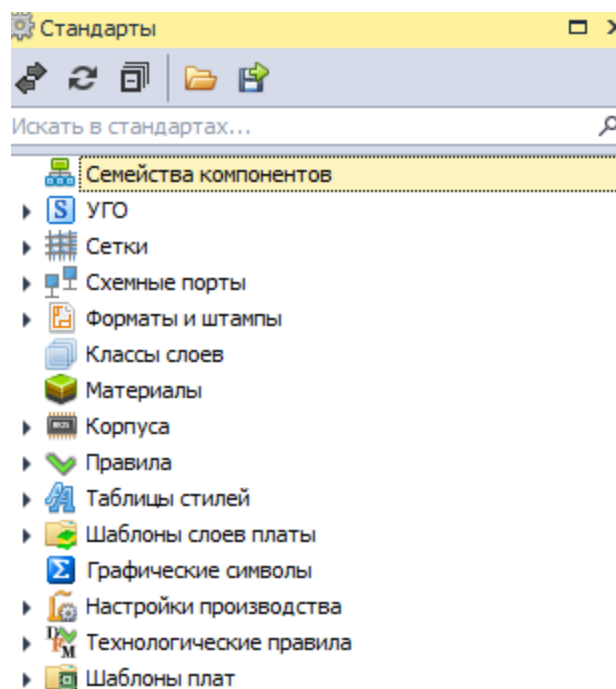 Стандарты
Искать в стандартах...
Семейства компонентов
S УГО
Сетки
Схемные порты
Форматы и штампы
Классы слоев
Материалы
Корпуса
Правила
Таблицы стилей
Шаблоны слоев платы
Σ Графические символы
Настройки производства
DFM Технологические правила
Шаблоны плат